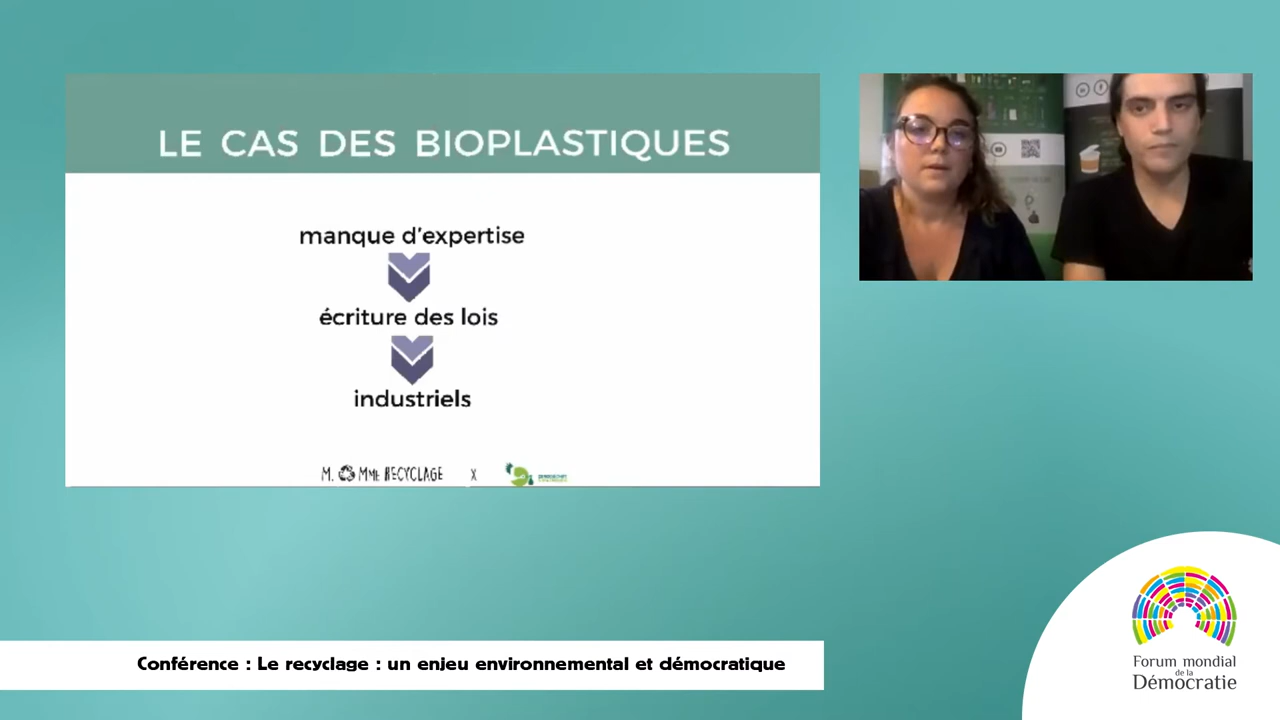 LE CAS DES BIOPLASTIQUES
manque d'expertise
écriture des lois
industriels
M. MME RECYCLAGE X
Conférence : Le recyclage : un enjeu environnemental et démocratique
Forum mondial
de la
Démocratie